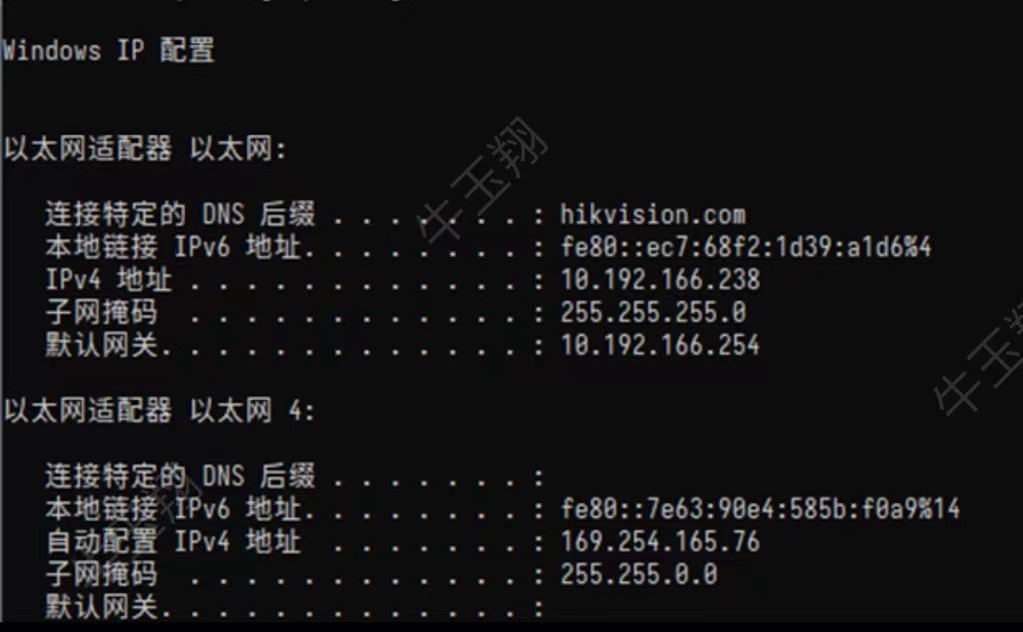 Windows IP 配置
以太网适配器 以太网:
连接特定的 DNS 后缀 . . . . . . . . : hikvision.com
本地链接 IPv6 地址. . . . . . . . . : fe80::ec7:68f2:1d39:a1d6%4
IPv4 地址 . . . . . . . . . . . . . : 10.192.166.238
子网掩码 . . . . . . . . . . . . . : 255.255.255.0
默认网关. . . . . . . . . . . . . . : 10.192.166.254
以太网适配器 以太网 4:
连接特定的 DNS 后缀 . . . . . . . . :
本地链接 IPv6 地址. . . . . . . . . : fe80::7e63:90e4:585b:f0a9%14
自动配置 IPv4 地址 . . . . . . . . : 169.254.165.76
子网掩码 . . . . . . . . . . . . . : 255.255.0.0
默认网关. . . . . . . . . . . . . . :
牛玉翔
牛玉翔
牛玉翔